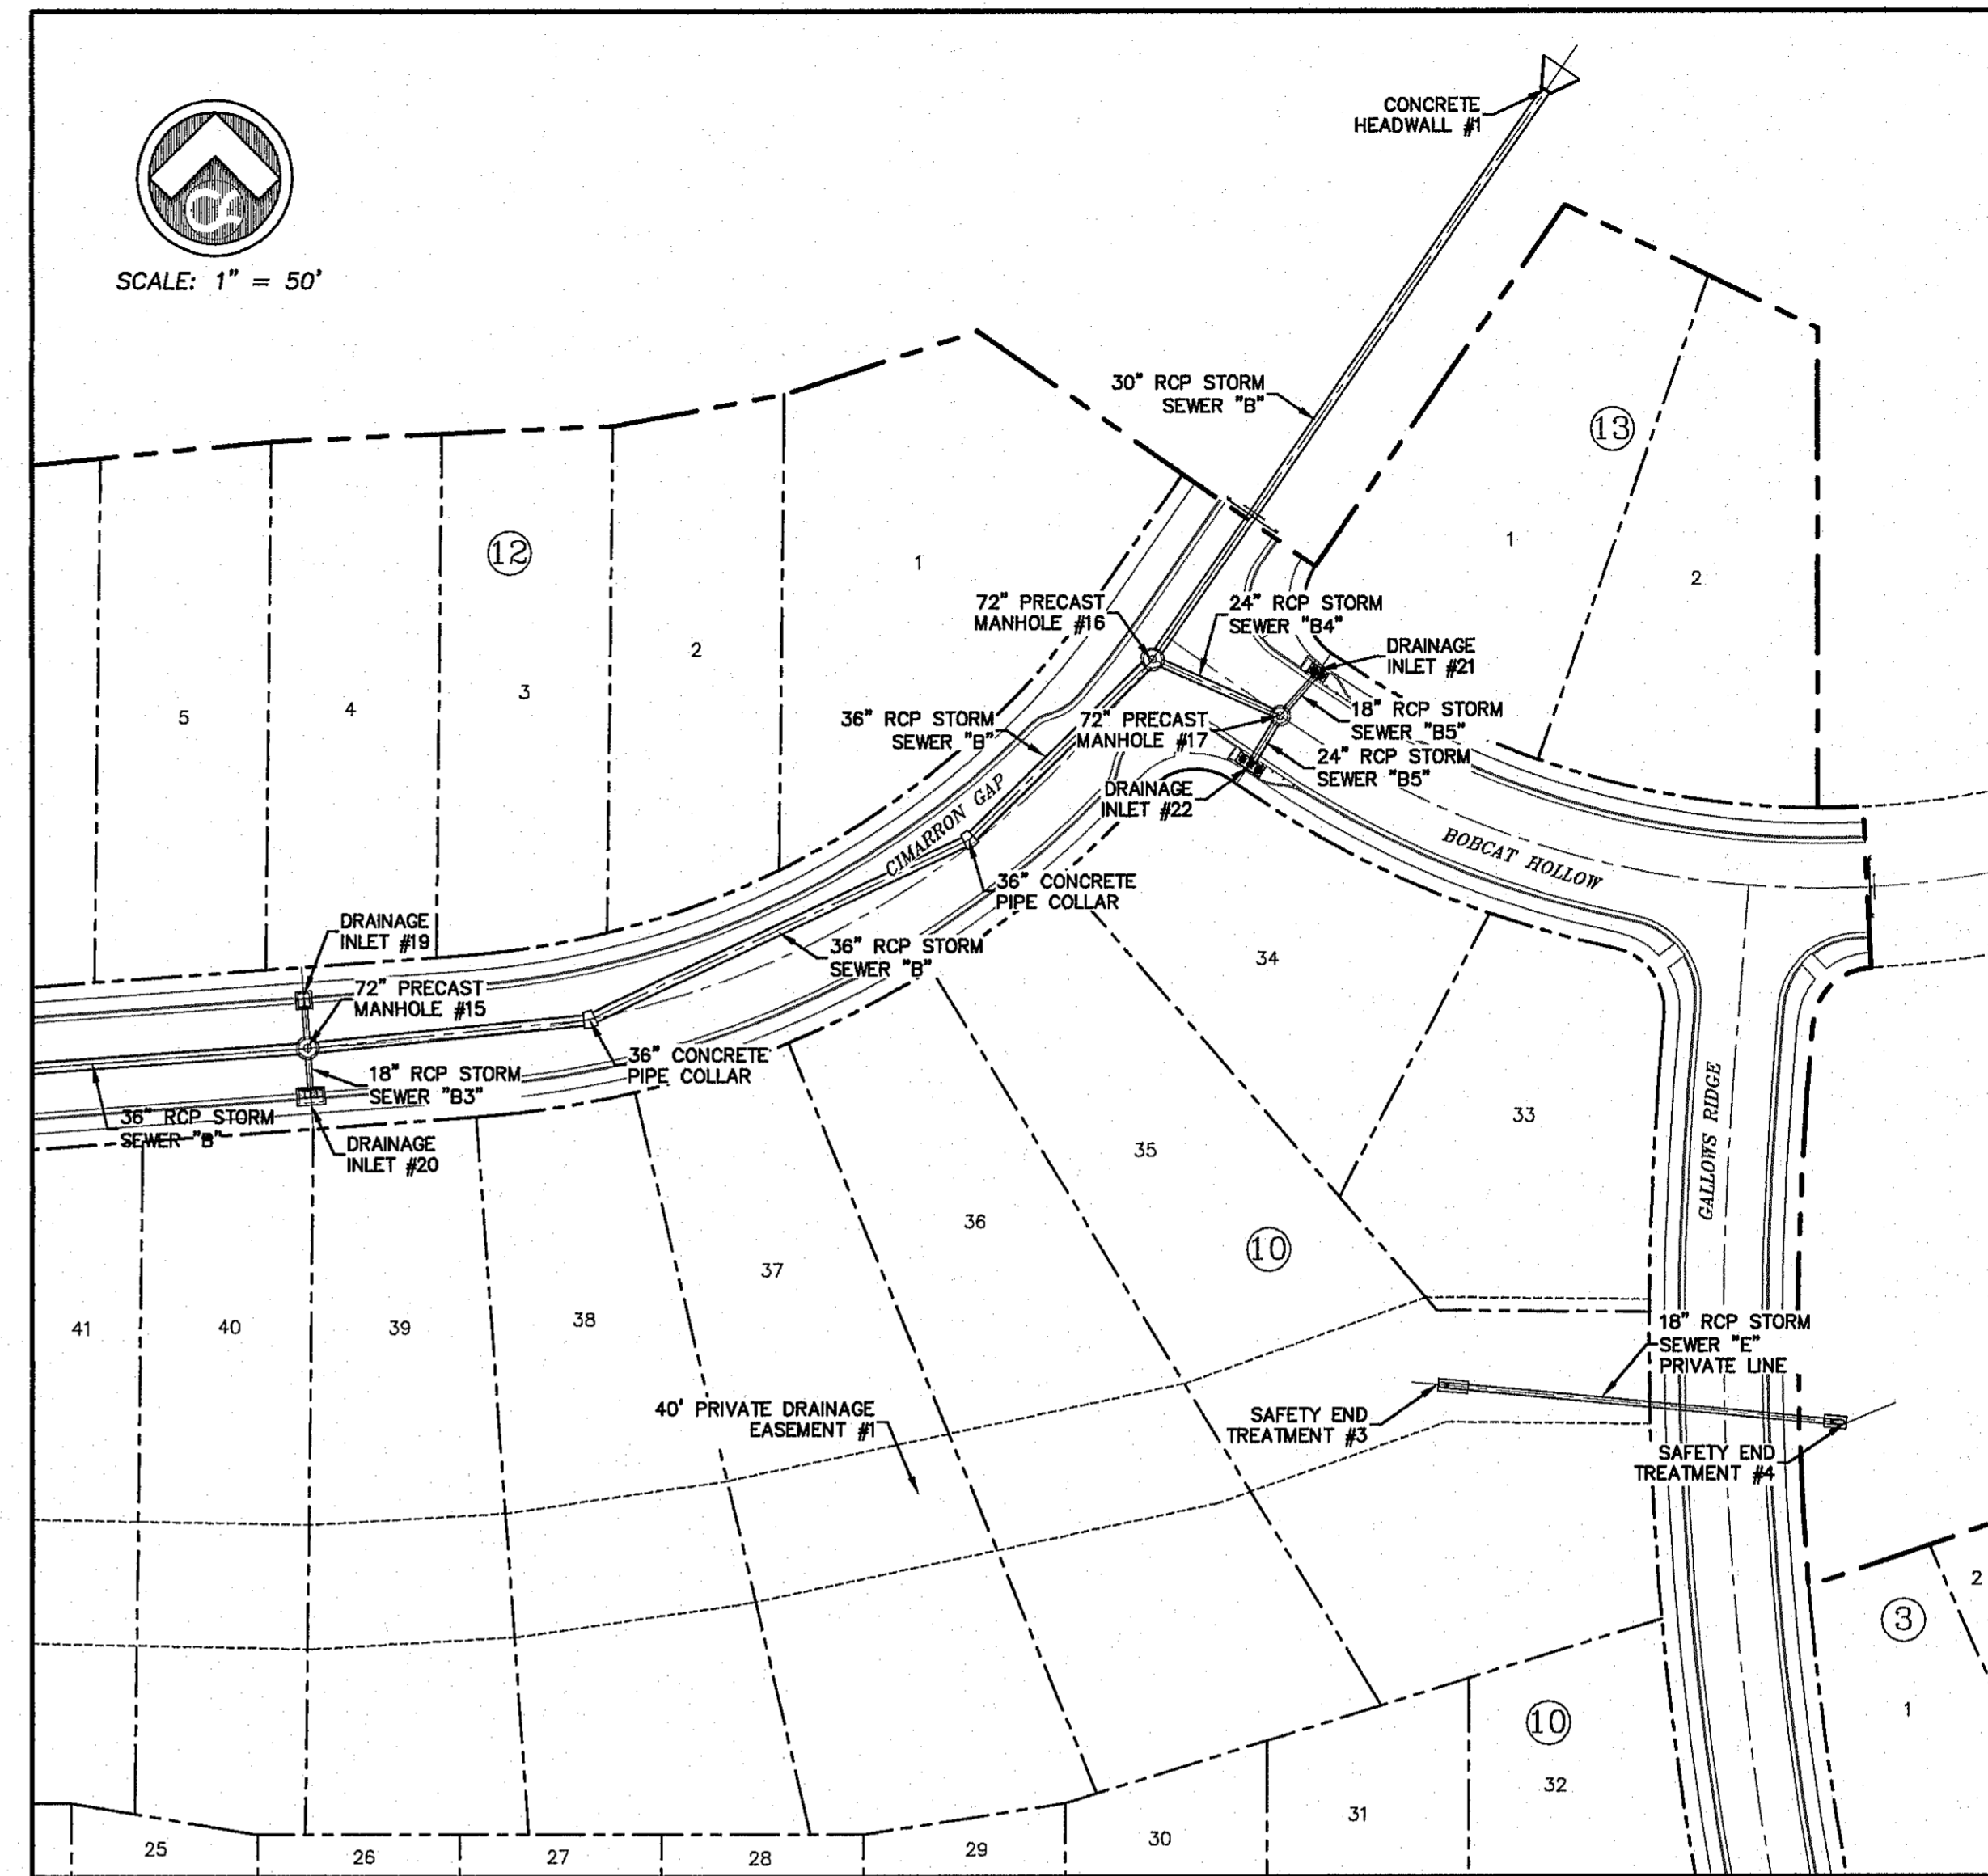 CONCRETE
HEADWALL #1
SCALE: 1" = 50'
30" RCP STORM
SEWER "B"
13
12
1
1
2
72" PRECAST
MANHOLE #16
24" RCP STORM
SEWER "B4"
DRAINAGE
INLET #21
2
3
4
5
36" RCP STORM
SEWER "B"
72" PRECAST
MANHOLE #17
18" RCP STORM
SEWER "B5"
24" RCP STORM
SEWER "B5"
DRAINAGE
INLET #22
CIMARRON GAP
BOBCAT HOLLOW
36" CONCRETE
PIPE COLLAR
DRAINAGE
INLET #19
36" RCP STORM
SEWER "B"
34
72" PRECAST
MANHOLE #15
36" CONCRETE
PIPE COLLAR
18" RCP STORM
SEWER "B3"
36" RCP STORM
SEWER "B"
DRAINAGE
INLET #20
33
GALLOWS RIDGE
35
36
10
37
38
39
40
41
18" RCP STORM
SEWER "E"
PRIVATE LINE
40' PRIVATE DRAINAGE
EASEMENT #1
SAFETY END
TREATMENT #3
SAFETY END
TREATMENT #4
2
3
1
10
32
31
30
29
28
27
26
25